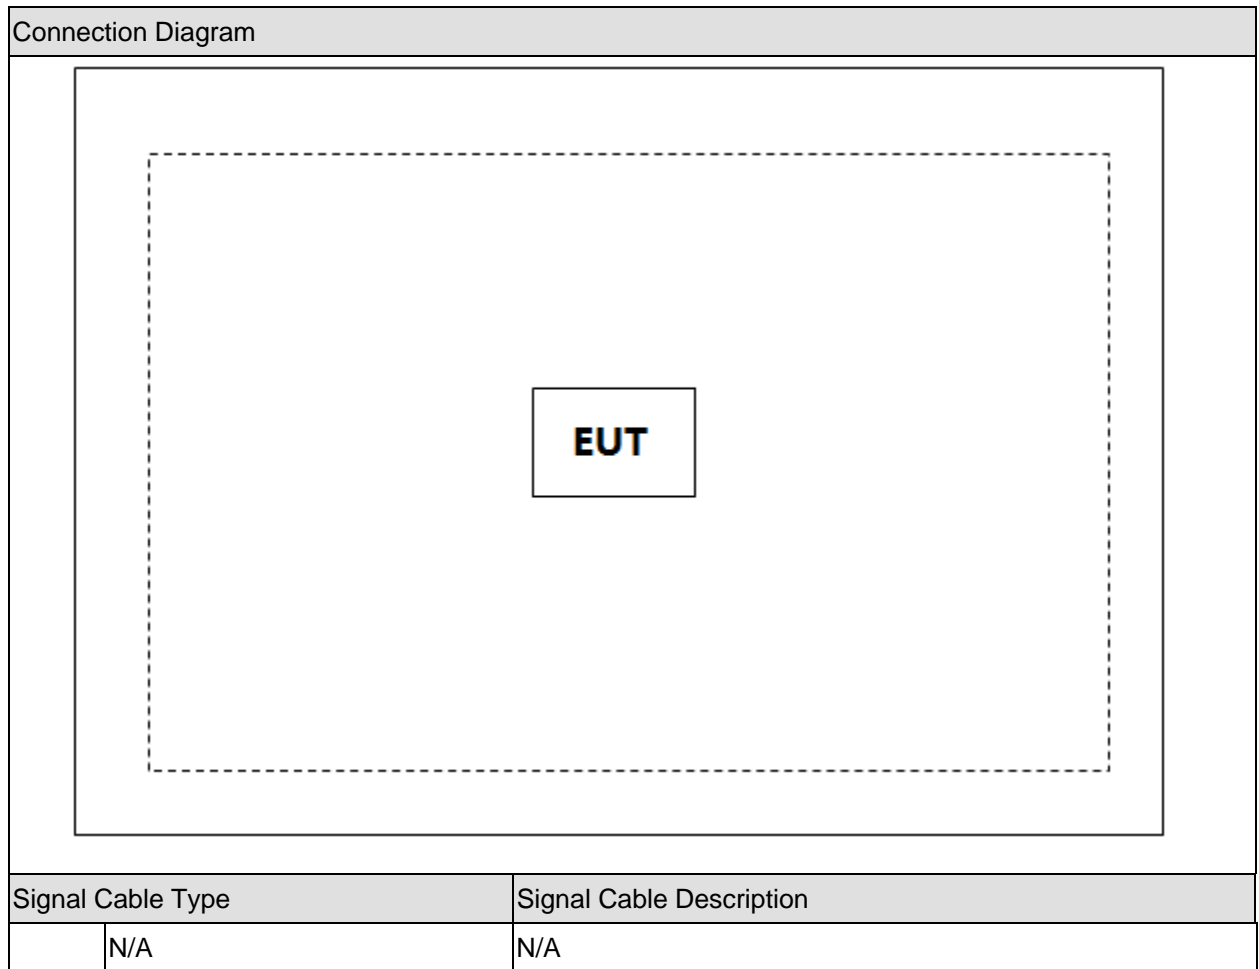 Connection Diagram
EUT
Signal Cable Type Signal Cable Description
N/A N/A